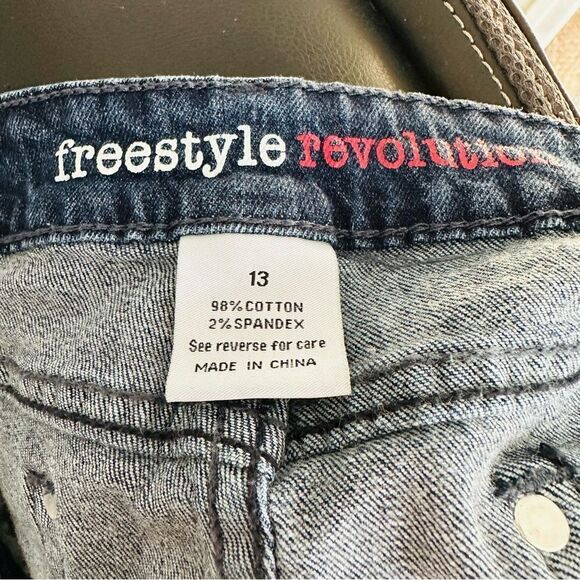 freestyle revolution
13
98% COTTON
2% SPANDEX
See reverse for care
MADE IN CHINA